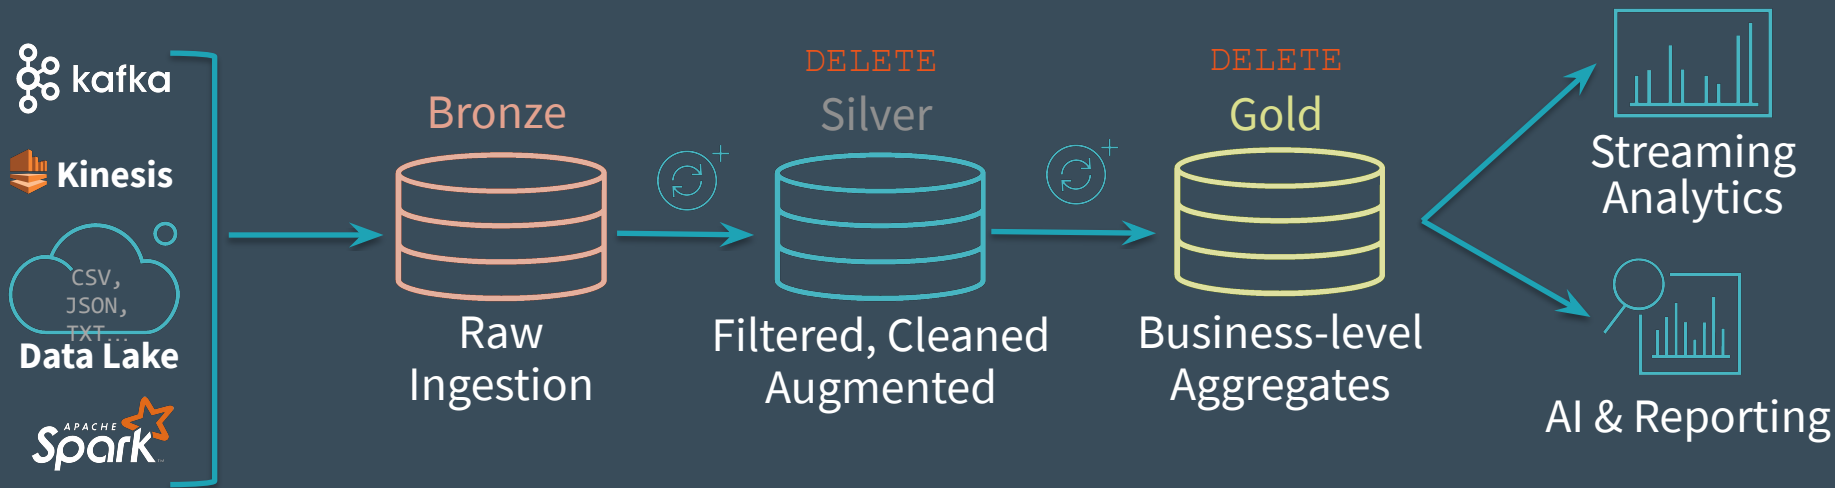 kafka
Kinesis
CSV,
JSON,
TXT...
Data Lake
APACHE
Spark
Bronze
Raw
Ingestion
DELETE
Silver
Filtered, Cleaned
Augmented
DELETE
Gold
Business-level
Aggregates
Streaming
Analytics
AI & Reporting